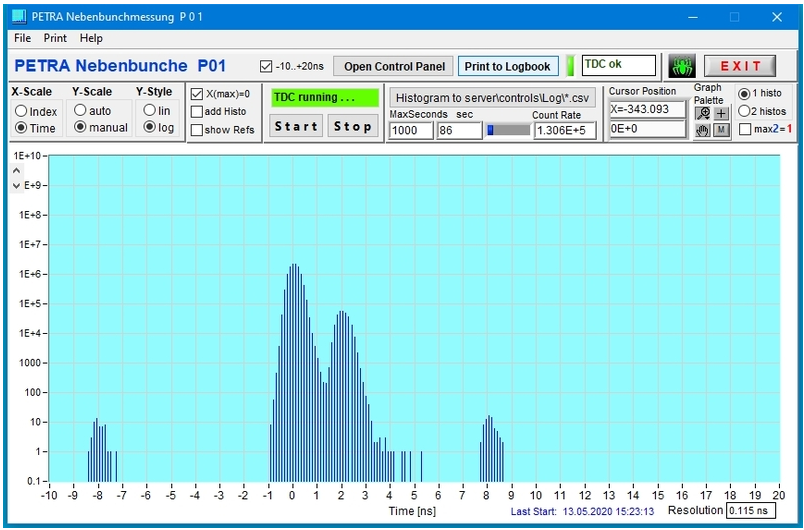 PETRA Nebenbunchmessung P 0 1
File Print Help
PETRA Nebenbunche P01
-10..+20ns
Open Control Panel
Print to Logbook
TDC ok
EXIT
X-Scale
Index
Time
Y-Scale
auto
manual
Y-Style
lin
log
X(max)=0
add Histo
show Refs
TDC running . . .
Start Stop
Histogram to server\controls\Log\*.csv
MaxSeconds sec Count Rate
1000 86 1.306E+5
Cursor Position
X=-343.093
0E+0
Graph
Palette
M
1 histo
2 histos
max2=1
1E+10
E+9
1E+8
1E+7
1E+6
1E+5
1E+4
1000
100
10
1
0.1
-10 -9 -8 -7 -6 -5 -4 -3 -2 -1 0 1 2 3 4 5 6 7 8 9 10 11 12 13 14 15 16 17 18 19 20
Time [ns]
Last Start: 13.05.2020 15:23:13
Resolution 0.115 ns